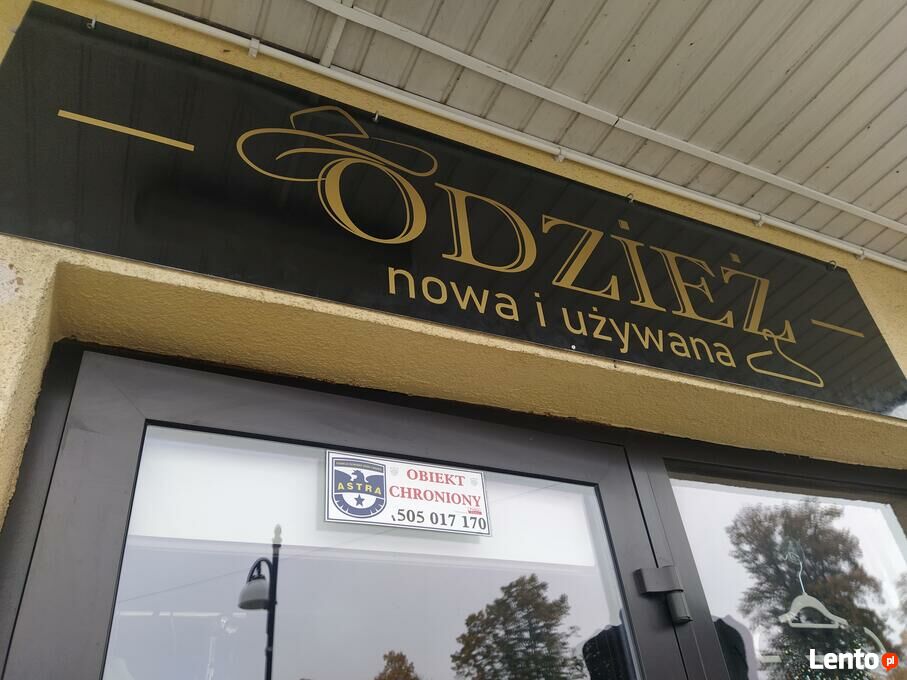 ODZIEŻ
nowa i używana
ASTRA
OBIEKT
CHRONIONY
505 017 170
Lento.pl